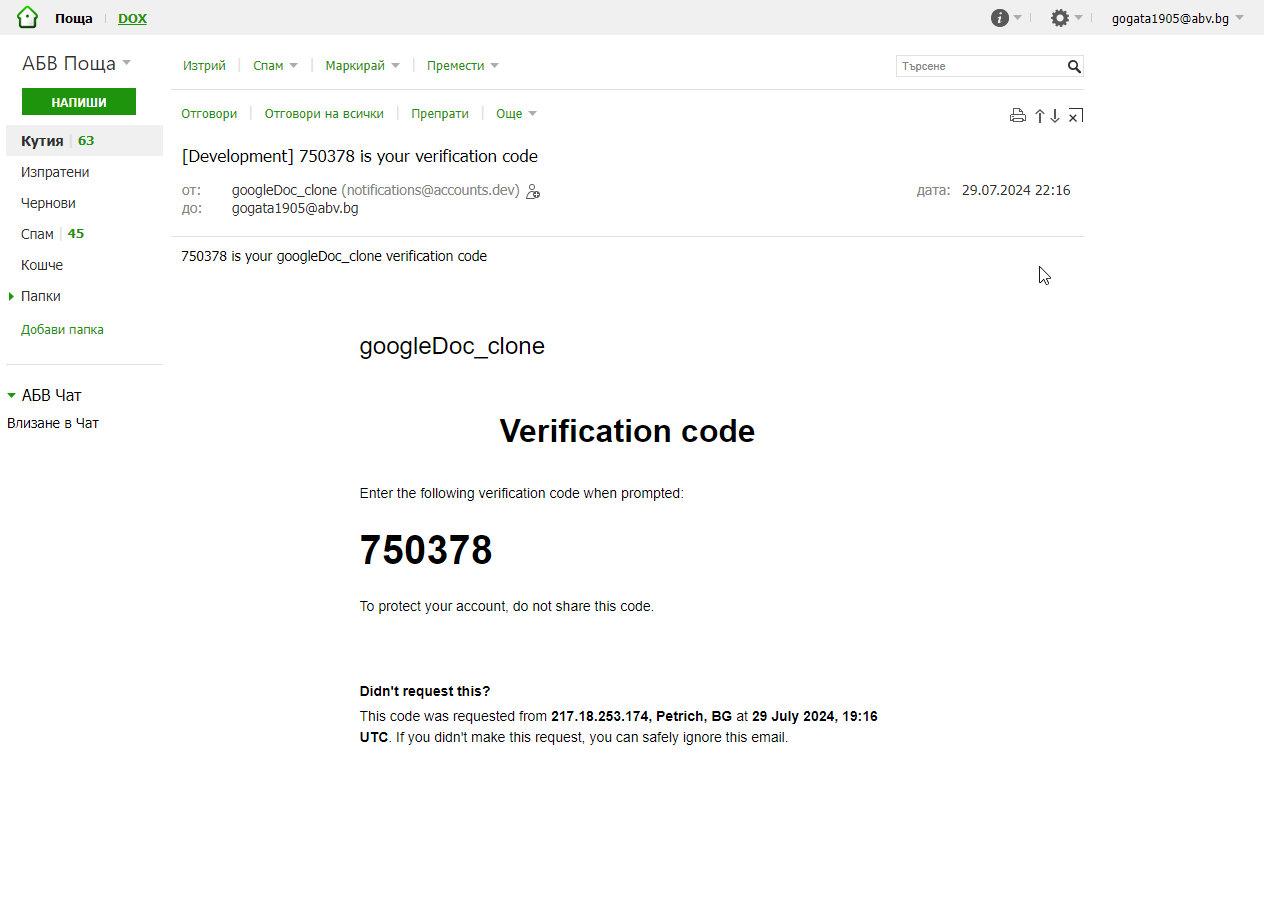 Поща DOX gogata1905@abv.bg
АБВ Поща Изтрий Спам Маркирай Премести Търсене
НАПИШИ Отговори Отговори на всички Препрати Още
Кутия 63
Изпратени
Чернови
Спам 45
Кошче
Папки
Добави папка
АБВ Чат
Влизане в Чат
[Development] 750378 is your verification code
от: googleDoc_clone (notifications@accounts.dev) дата: 29.07.2024 22:16
до: gogata1905@abv.bg
750378 is your googleDoc_clone verification code
googleDoc_clone
Verification code
Enter the following verification code when prompted:
750378
To protect your account, do not share this code.
Didn't request this?
This code was requested from 217.18.253.174, Petrich, BG at 29 July 2024, 19:16
UTC. If you didn't make this request, you can safely ignore this email.